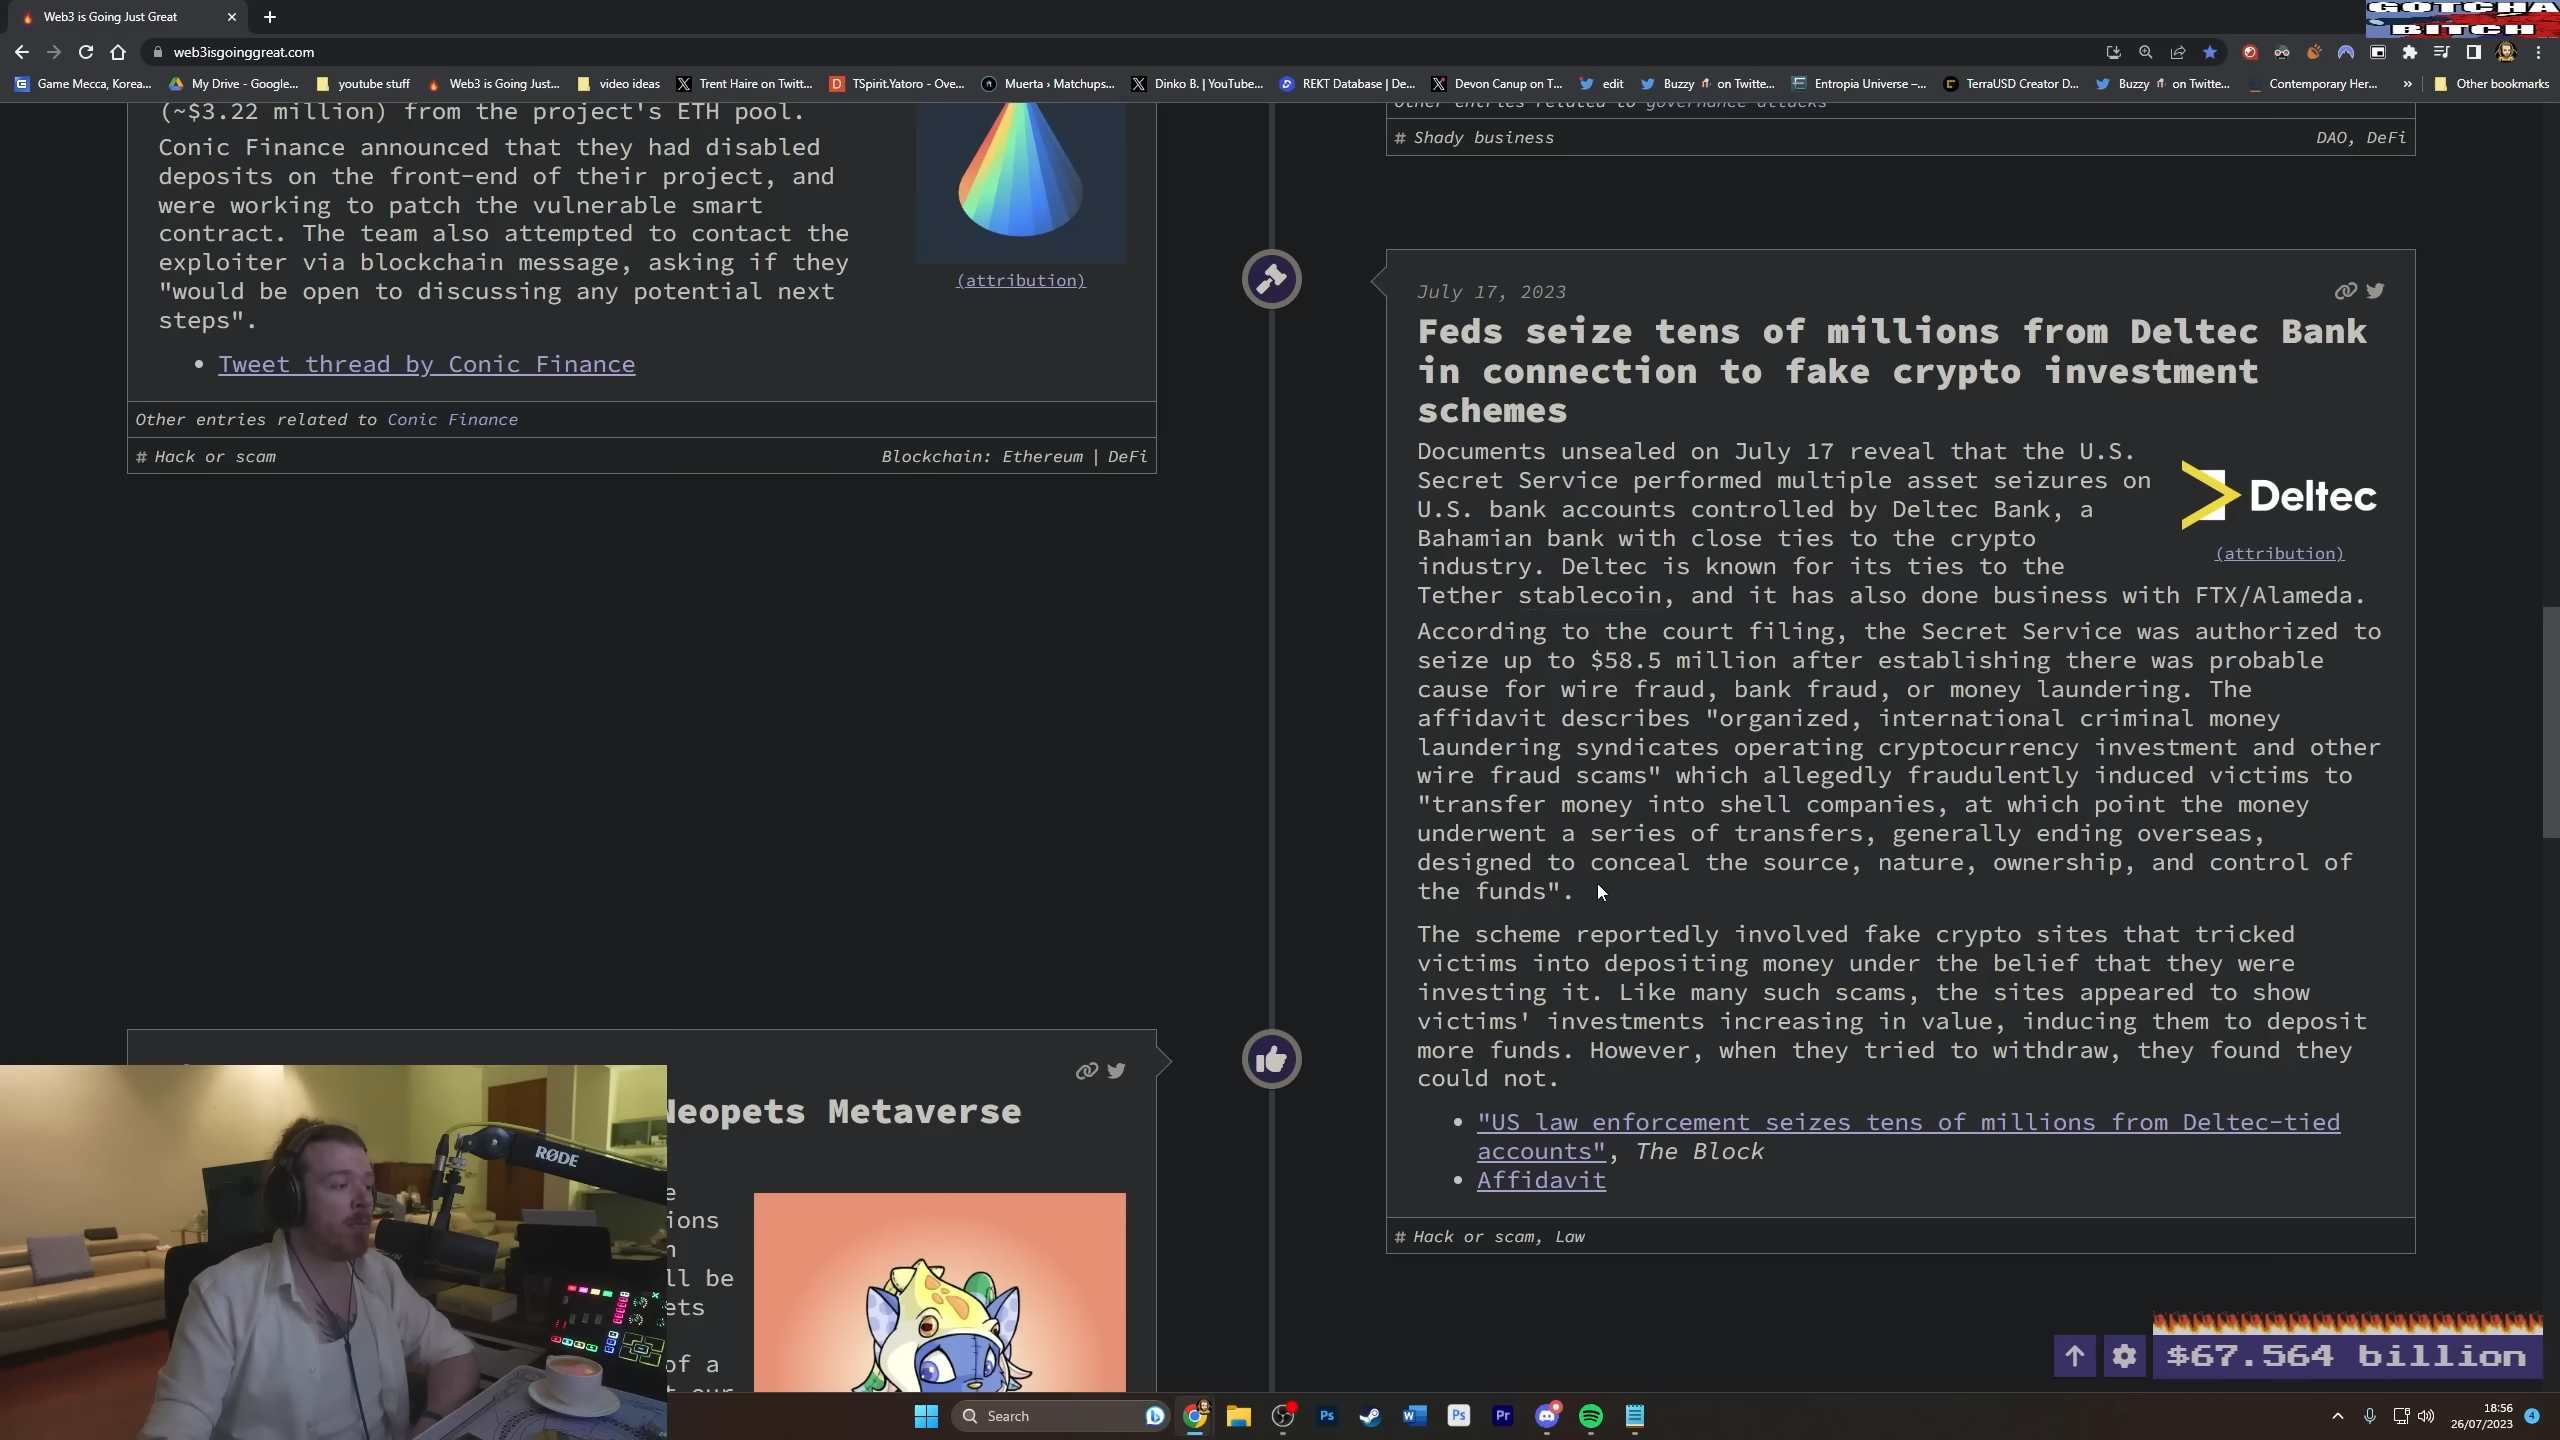 Web3 is Going Just Great
GOTCHA
BITCH
web3isgoinggreat.com
Game Mecca, Korea...
My Drive - Google...
youtube stuff
Web3 is Going Just...
video ideas
Trent Haire on Twitt...
TSpirit.Yatoro - Ove...
Muerta › Matchups...
Dinko B. | YouTube...
REKT Database | De...
Devon Canup on T...
edit
Buzzy on Twitte...
Entropia Universe –...
TerraUSD Creator D...
Buzzy on Twitte...
Contemporary Her...
»
Other bookmarks
(~$3.22 million) from the project's ETH pool.
Conic Finance announced that they had disabled
deposits on the front-end of their project, and
were working to patch the vulnerable smart
contract. The team also attempted to contact the
exploiter via blockchain message, asking if they
"would be open to discussing any potential next
steps".
(attribution)
• Tweet thread by Conic Finance
Other entries related to Conic Finance
# Hack or scam
Blockchain: Ethereum | DeFi
Other entries related to governance attacks
# Shady business
DAO, DeFi
July 17, 2023
Feds seize tens of millions from Deltec Bank
in connection to fake crypto investment
schemes
Documents unsealed on July 17 reveal that the U.S.
Secret Service performed multiple asset seizures on
U.S. bank accounts controlled by Deltec Bank, a
Bahamian bank with close ties to the crypto
industry. Deltec is known for its ties to the
Tether stablecoin, and it has also done business with FTX/Alameda.
Deltec
(attribution)
According to the court filing, the Secret Service was authorized to
seize up to $58.5 million after establishing there was probable
cause for wire fraud, bank fraud, or money laundering. The
affidavit describes "organized, international criminal money
laundering syndicates operating cryptocurrency investment and other
wire fraud scams" which allegedly fraudulently induced victims to
"transfer money into shell companies, at which point the money
underwent a series of transfers, generally ending overseas,
designed to conceal the source, nature, ownership, and control of
the funds".
The scheme reportedly involved fake crypto sites that tricked
victims into depositing money under the belief that they were
investing it. Like many such scams, the sites appeared to show
victims' investments increasing in value, inducing them to deposit
more funds. However, when they tried to withdraw, they found they
could not.
• "US law enforcement seizes tens of millions from Deltec-tied
accounts", The Block
• Affidavit
# Hack or scam, Law
Neopets Metaverse
e
ions
n
ll be
ets
of a
RØDE
$67.564 billion
Search
Ps
W
Ps
Pr
18:56
26/07/2023
4